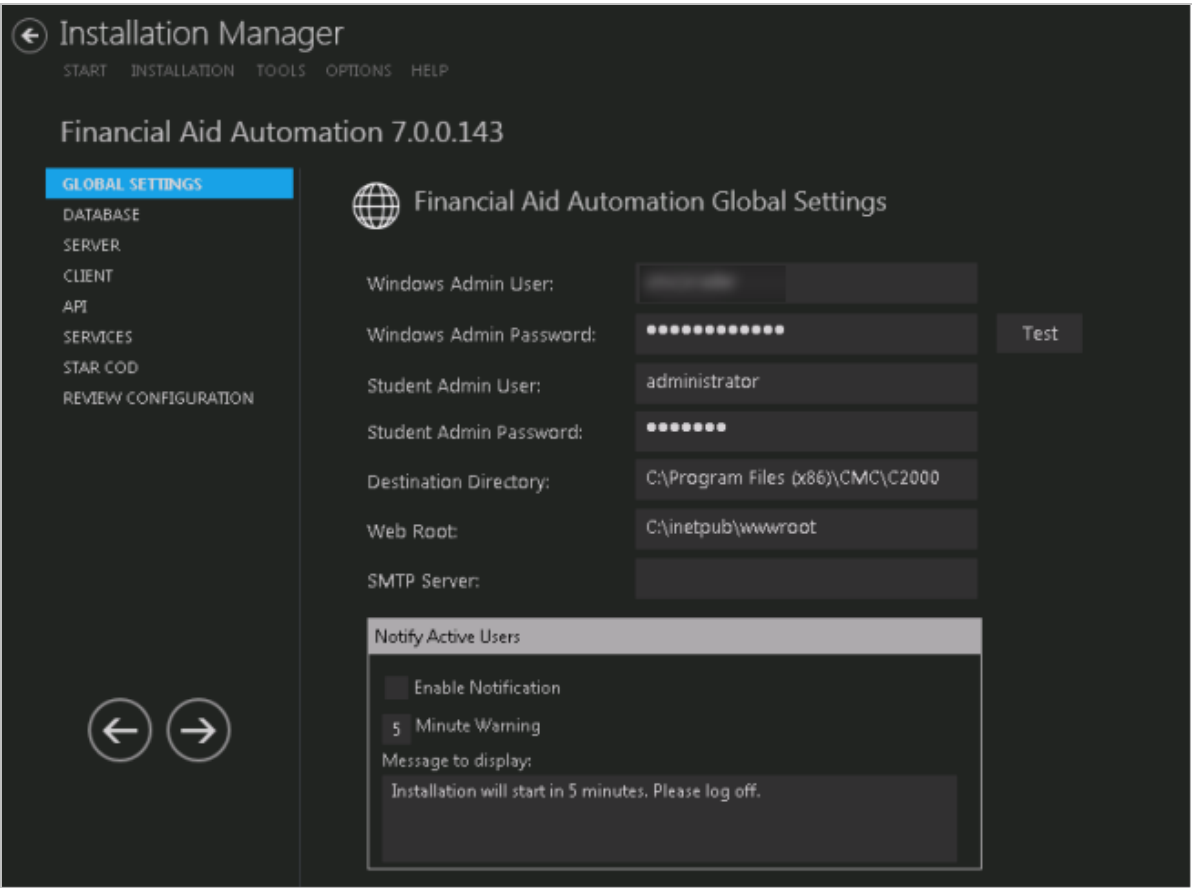 Installation Manager
START INSTALLATION TOOLS OPTIONS HELP
Financial Aid Automation 7.0.0.143
GLOBAL SETTINGS
DATABASE
SERVER
CLIENT
API
SERVICES
STAR COD
REVIEW CONFIGURATION
Financial Aid Automation Global Settings
Windows Admin User:
Windows Admin Password: ●●●●●●●●●●●● Test
Student Admin User: administrator
Student Admin Password: ●●●●●●●
Destination Directory: C:\Program Files (x86)\CMC\C2000
Web Root: C:\inetpub\wwwroot
SMTP Server:
Notify Active Users
Enable Notification
5 Minute Warning
Message to display:
Installation will start in 5 minutes. Please log off.